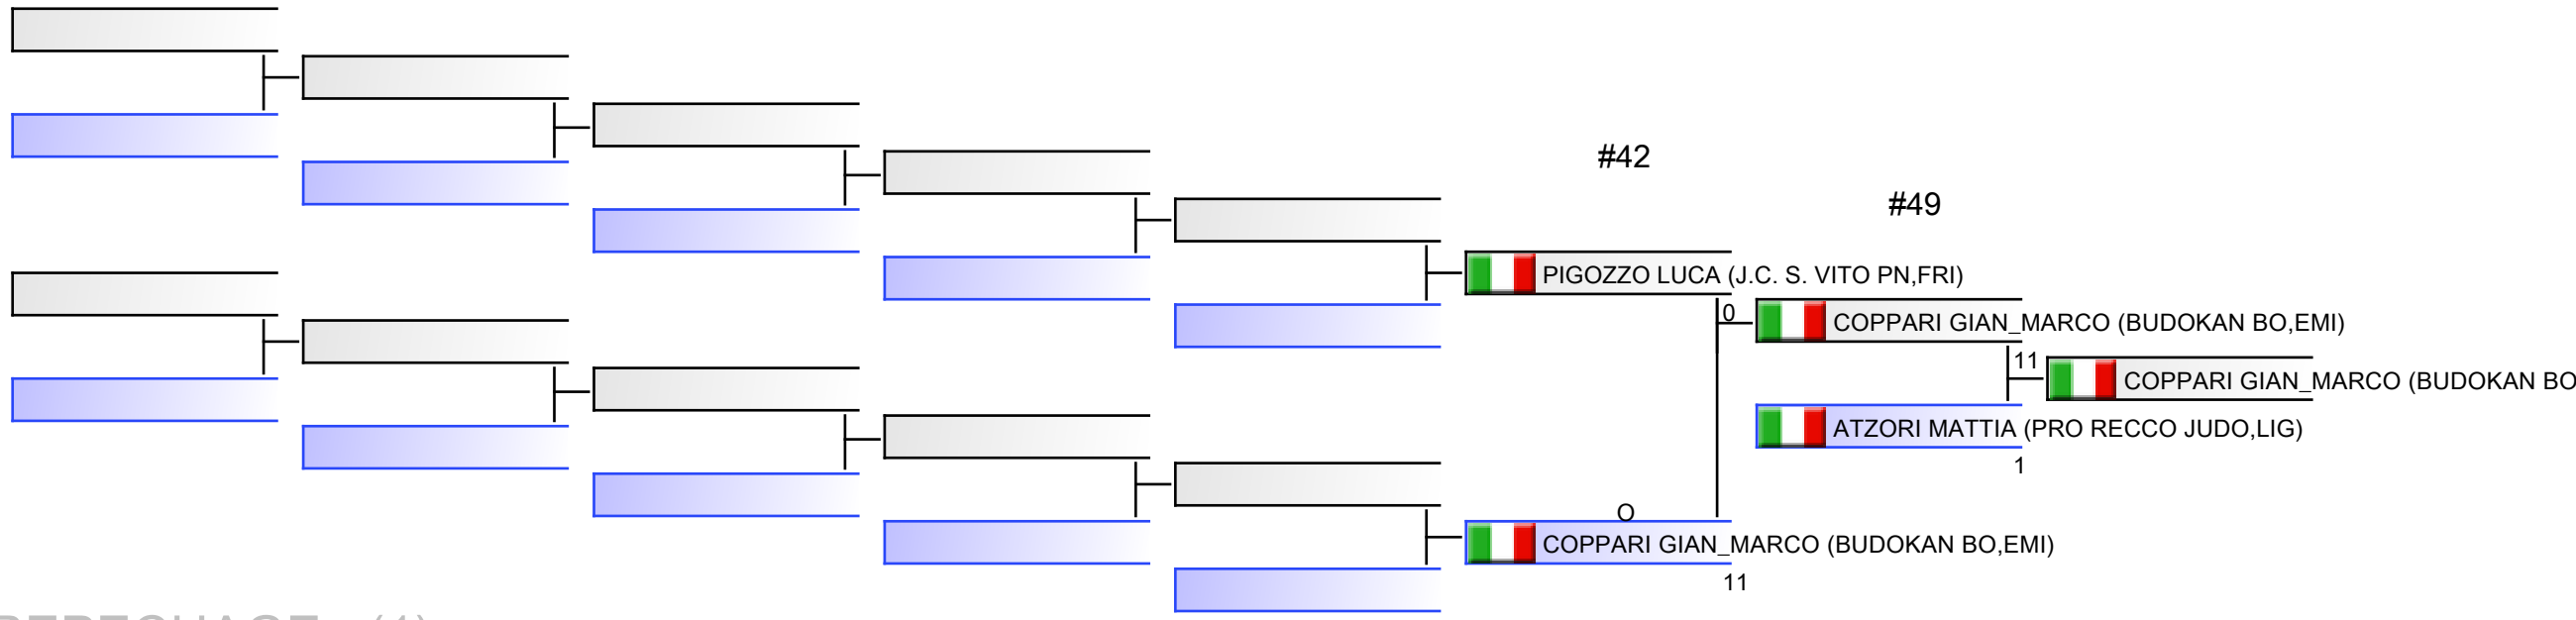 #42
#49
PIGOZZO LUCA (J.C. S. VITO PN,FRI)
0
COPPARI GIAN_MARCO (BUDOKAN BO,EMI)
11
COPPARI GIAN_MARCO (BUDOKAN BO
ATZORI MATTIA (PRO RECCO JUDO,LIG)
1
O
COPPARI GIAN_MARCO (BUDOKAN BO,EMI)
11